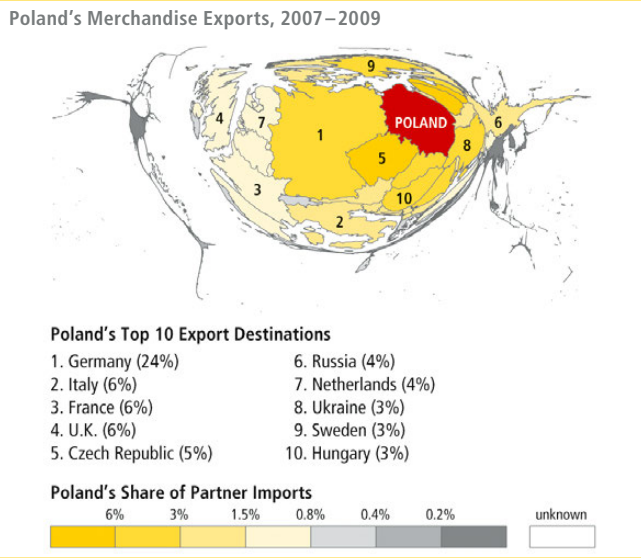 Poland's Merchandise Exports, 2007–2009
9
4
7
1
POLAND
6
8
5
3
10
2
Poland's Top 10 Export Destinations
1. Germany (24%)
2. Italy (6%)
3. France (6%)
4. U.K. (6%)
5. Czech Republic (5%)
6. Russia (4%)
7. Netherlands (4%)
8. Ukraine (3%)
9. Sweden (3%)
10. Hungary (3%)
Poland's Share of Partner Imports
6% 3% 1.5% 0.8% 0.4% 0.2% unknown